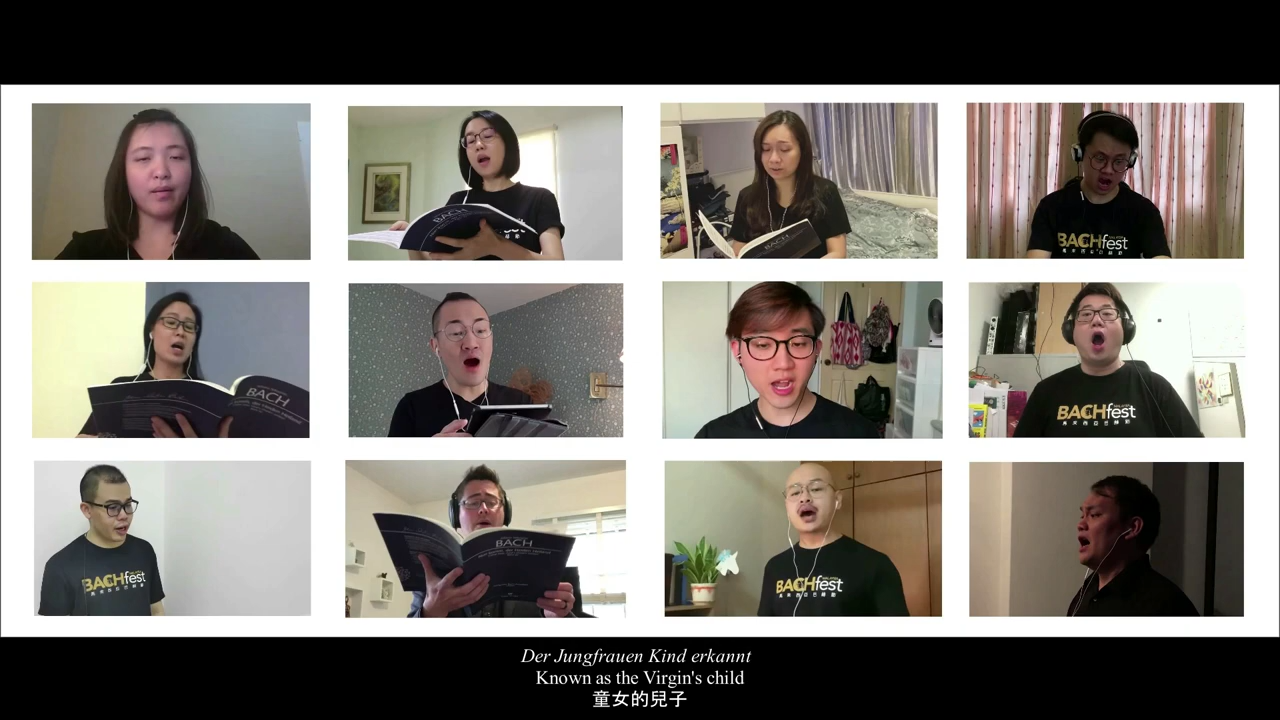 BACH
BACH
BACHfest
BACH
BACHfest
BACHfest
BACH
BACHfest
Der Jungfrauen Kind erkannt
Known as the Virgin's child
童女的兒子